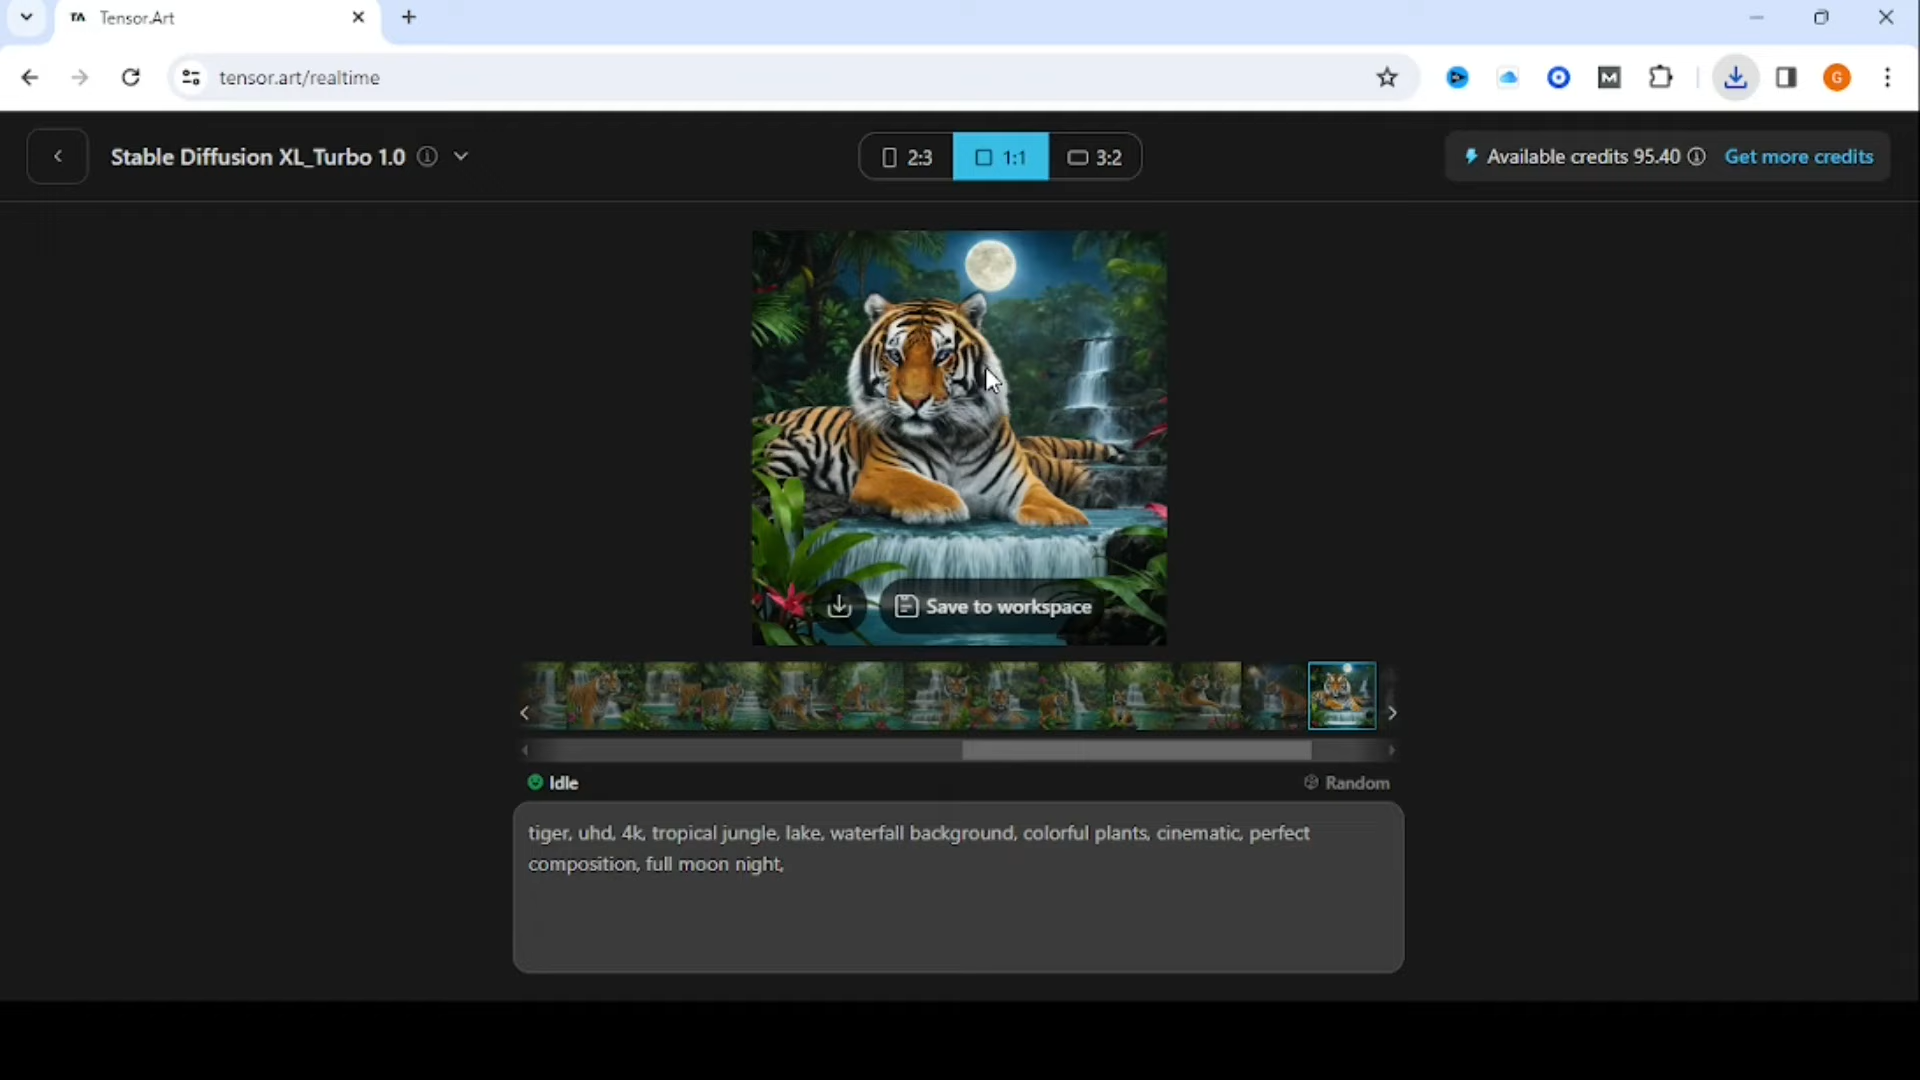 TA Tensor.Art
tensor.art/realtime
G
Stable Diffusion XL_Turbo 1.0
2:3
1:1
3:2
Available credits 95.40
Get more credits
Save to workspace
Idle
Random
tiger, uhd, 4k, tropical jungle, lake, waterfall background, colorful plants, cinematic, perfect
composition, full moon night,